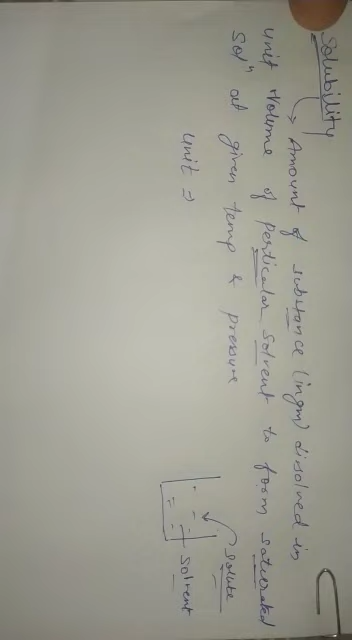 Solubility
→ Amount of substance (in gm) dissolved in
unit volume of perticular solvent to form saturated
Solⁿ at given temp & pressure
unit ⇒
solute
solvent